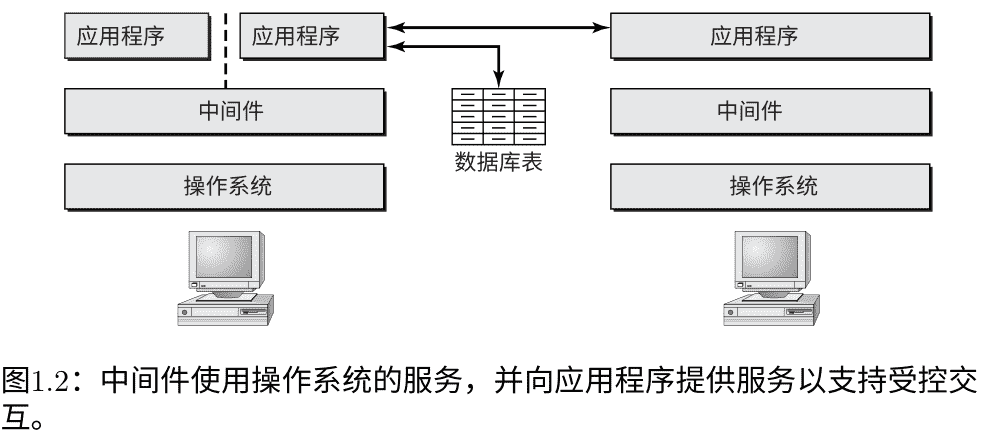 应用程序
应用程序
应用程序
中间件
中间件
数据库表
操作系统
操作系统
图1.2：中间件使用操作系统的服务，并向应用程序提供服务以支持受控交
互。